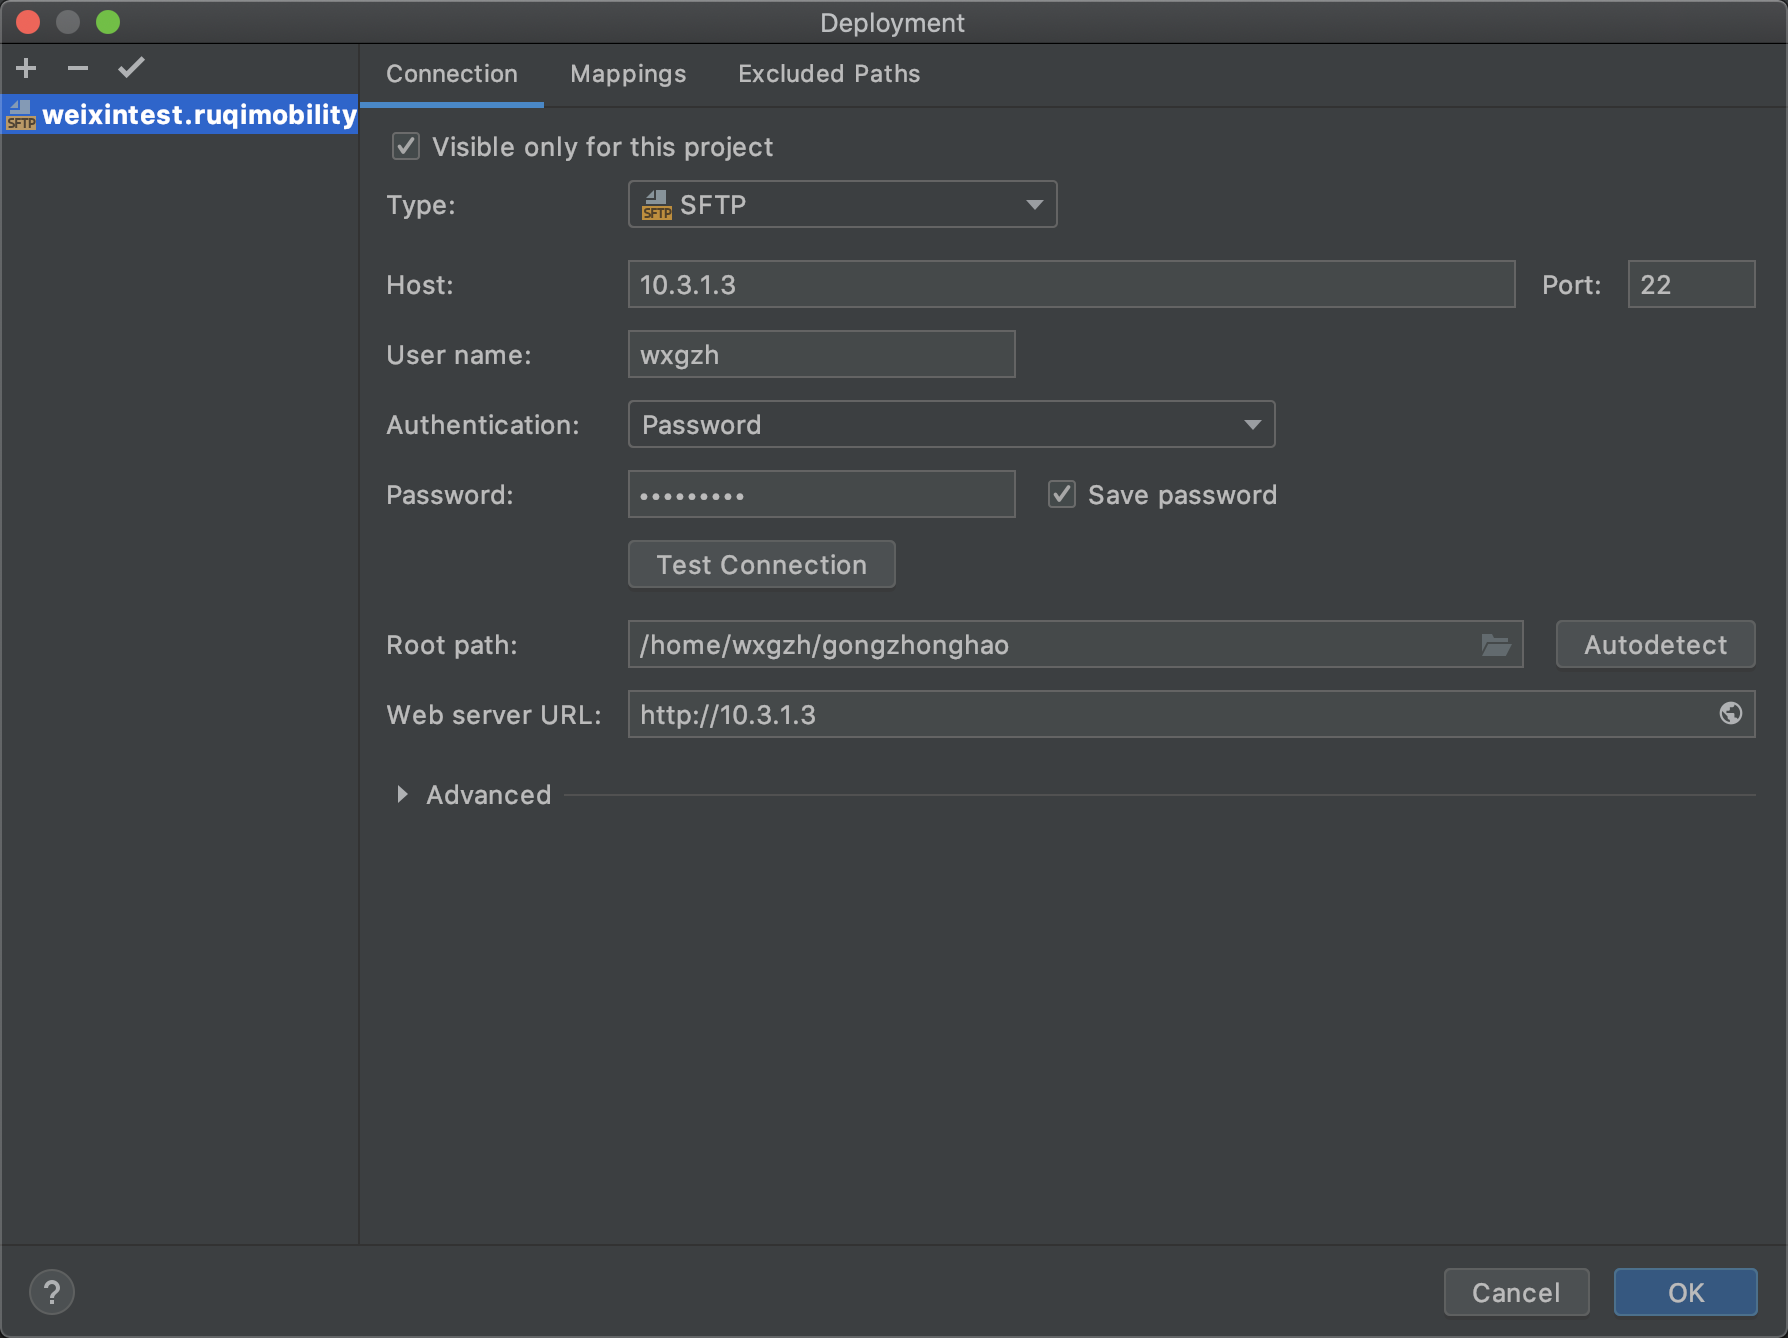 Deployment
Connection Mappings Excluded Paths
SFTP weixintest.ruqimobility
Visible only for this project
Type: SFTP SFTP
Host: 10.3.1.3 Port: 22
User name: wxgzh
Authentication: Password
Password: ••••••••• Save password
Test Connection
Root path: /home/wxgzh/gongzhonghao Autodetect
Web server URL: http://10.3.1.3
Advanced
? Cancel OK